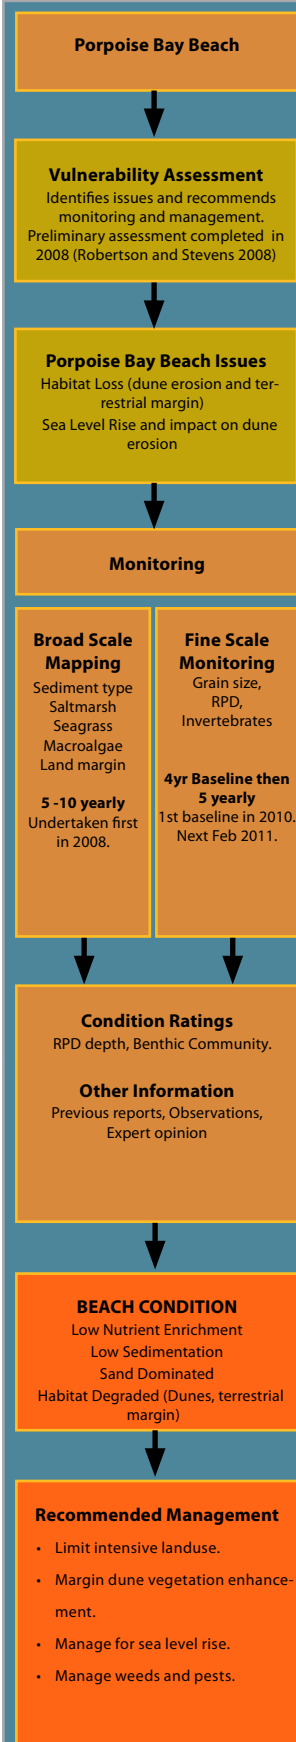 Porpoise Bay Beach
Vulnerability Assessment
Identifies issues and recommends
monitoring and management.
Preliminary assessment completed in
2008 (Robertson and Stevens 2008)
Porpoise Bay Beach Issues
Habitat Loss (dune erosion and ter-
restrial margin)
Sea Level Rise and impact on dune
erosion
Monitoring
Broad Scale
Mapping
Sediment type
Saltmarsh
Seagrass
Macroalgae
Land margin
5 -10 yearly
Undertaken first
in 2008.
Fine Scale
Monitoring
Grain size,
RPD,
Invertebrates
4yr Baseline then
5 yearly
1st baseline in 2010.
Next Feb 2011.
Condition Ratings
RPD depth, Benthic Community.
Other Information
Previous reports, Observations,
Expert opinion
BEACH CONDITION
Low Nutrient Enrichment
Low Sedimentation
Sand Dominated
Habitat Degraded (Dunes, terrestrial
margin)
Recommended Management
• Limit intensive landuse.
• Margin dune vegetation enhance-
ment.
• Manage for sea level rise.
• Manage weeds and pests.